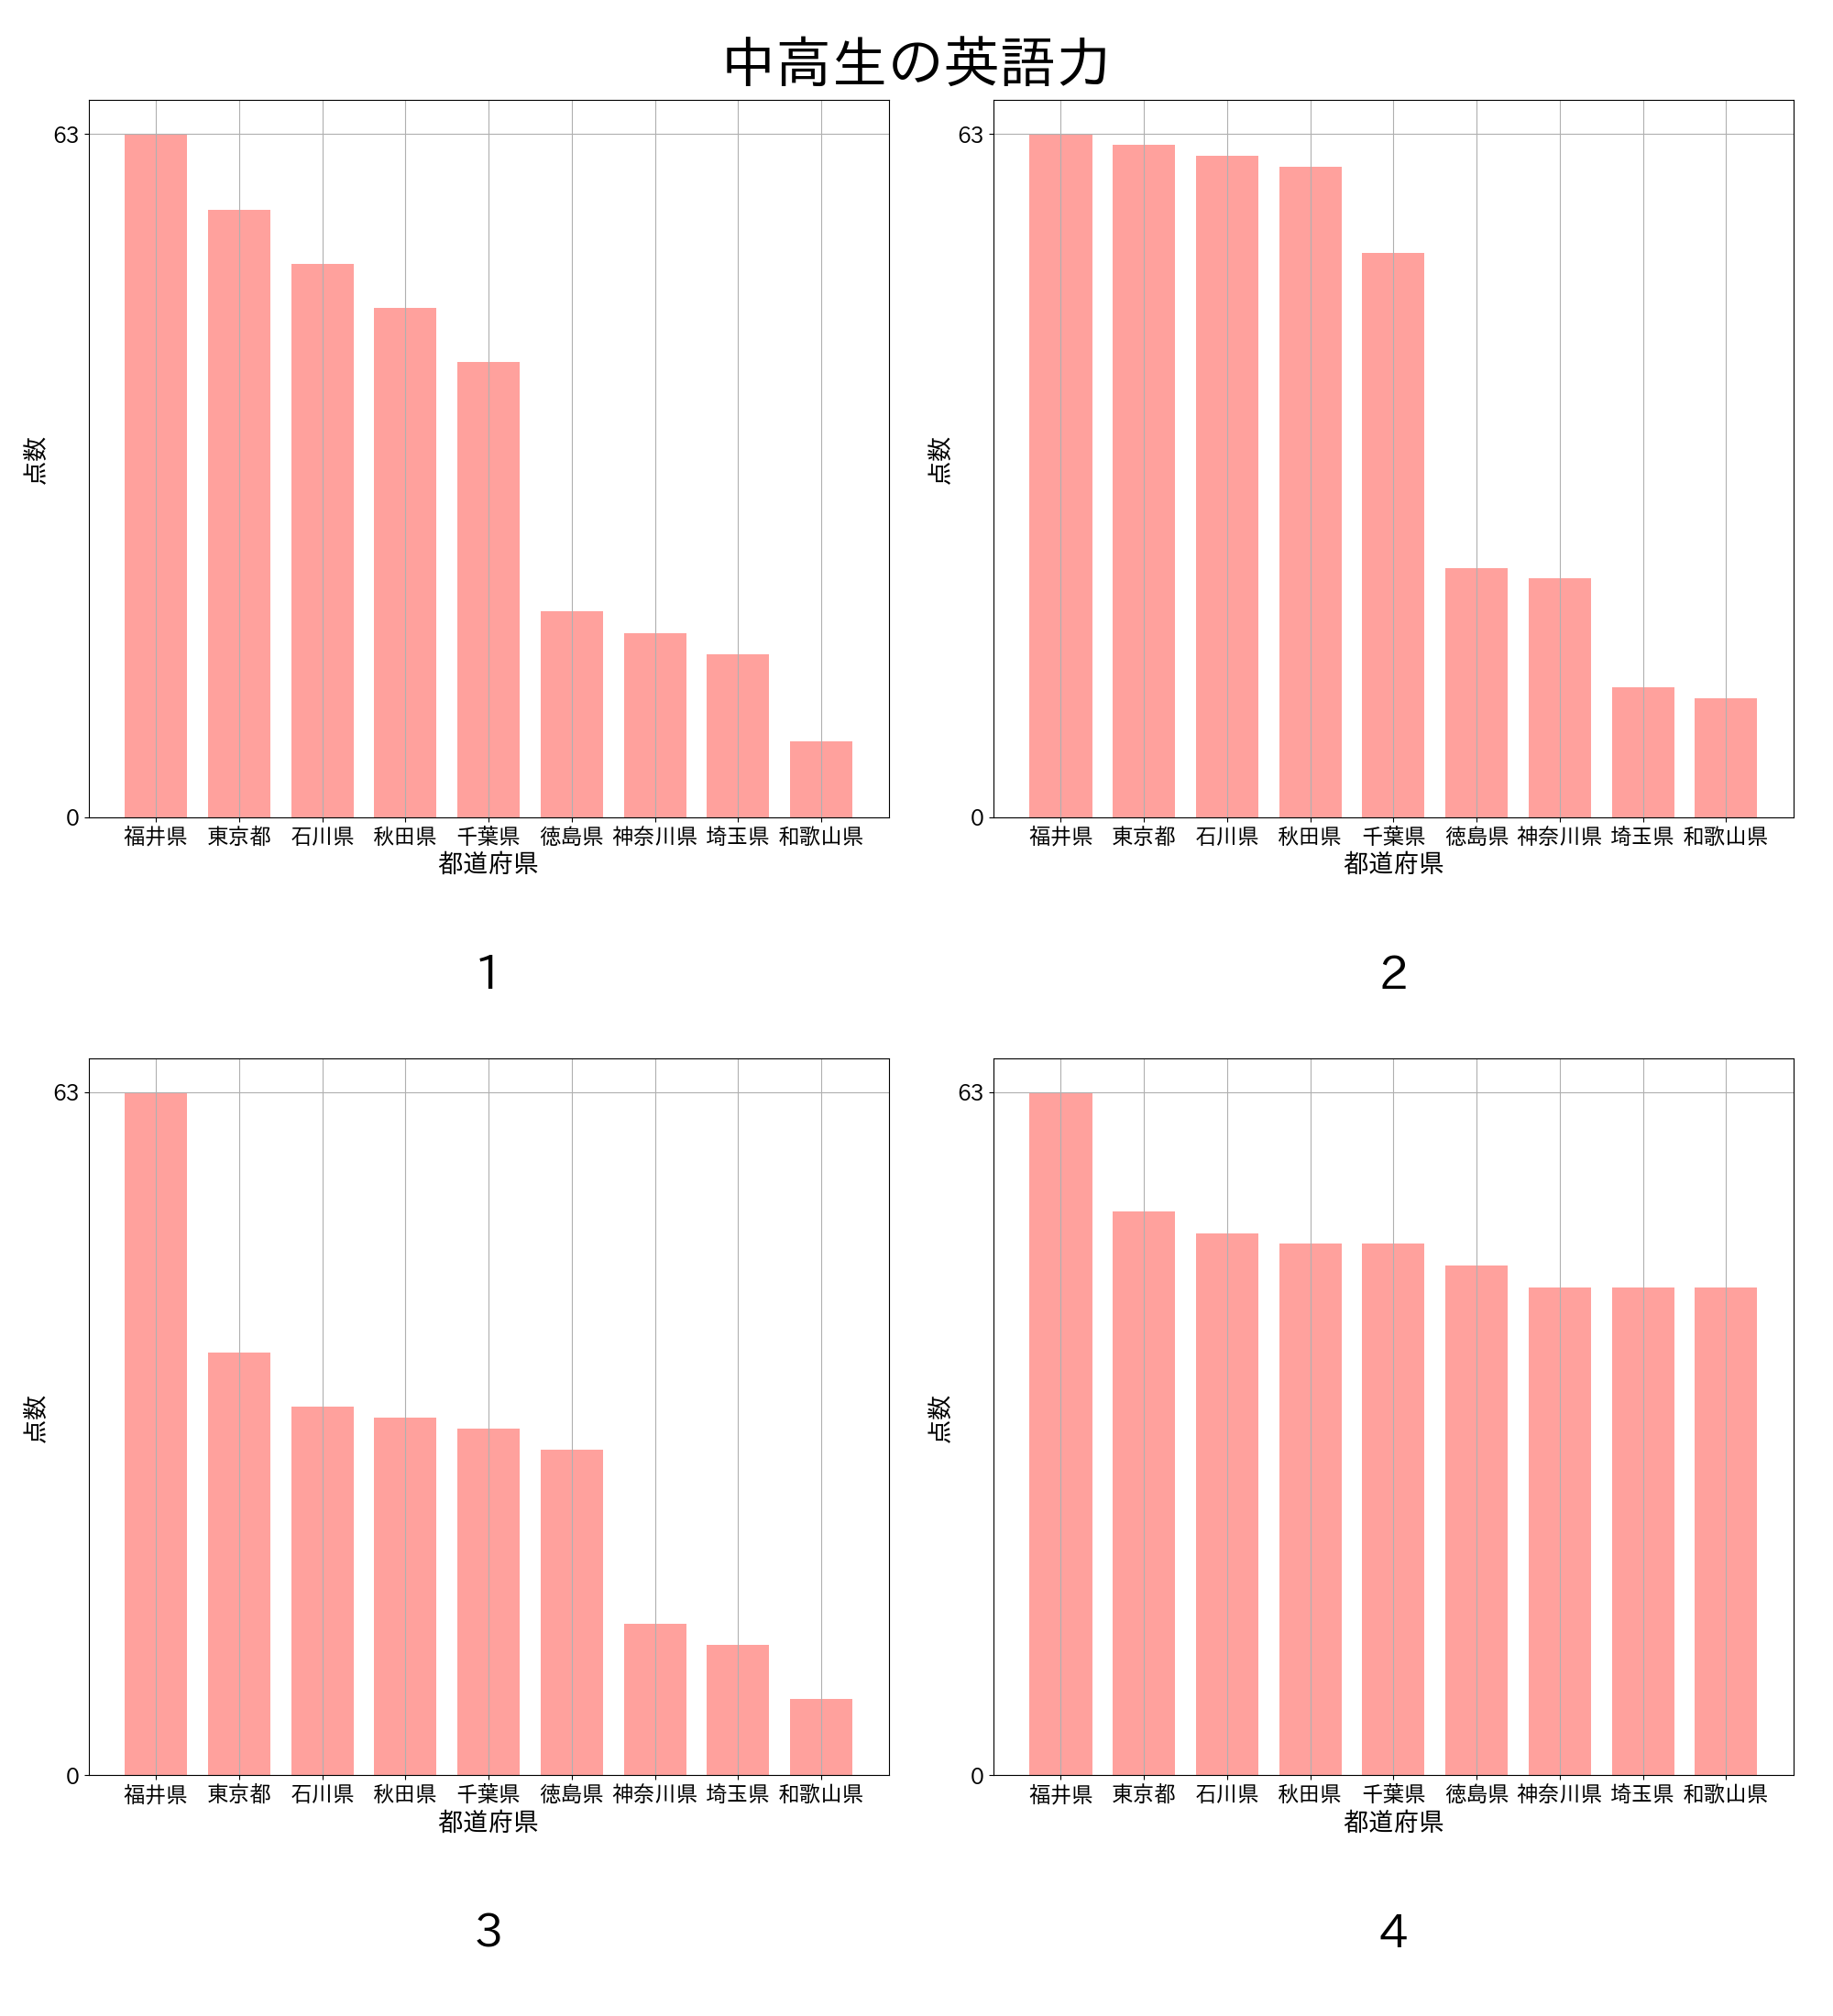 中高生の英語力
63
0
点数
福井県 東京都 石川県 秋田県 千葉県 徳島県 神奈川県 埼玉県 和歌山県
都道府県
1
63
0
点数
福井県 東京都 石川県 秋田県 千葉県 徳島県 神奈川県 埼玉県 和歌山県
都道府県
2
63
0
点数
福井県 東京都 石川県 秋田県 千葉県 徳島県 神奈川県 埼玉県 和歌山県
都道府県
3
63
0
点数
福井県 東京都 石川県 秋田県 千葉県 徳島県 神奈川県 埼玉県 和歌山県
都道府県
4